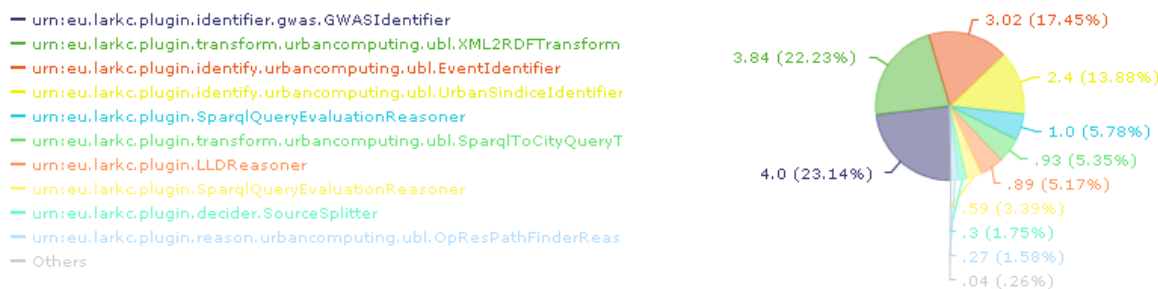 urn:eu.larkc.plugin.identifier.gwas.GWASIdentifier
urn:eu.larkc.plugin.transform.urbancomputing.ubl.XML2RDFTransform
urn:eu.larkc.plugin.identify.urbancomputing.ubl.EventIdentifier
urn:eu.larkc.plugin.identify.urbancomputing.ubl.UrbanSindiceIdentifier
urn:eu.larkc.plugin.SparqlQueryEvaluationReasoner
urn:eu.larkc.plugin.transform.urbancomputing.ubl.SparqlToCityQueryT
urn:eu.larkc.plugin.LLDReasoner
urn:eu.larkc.plugin.SparqlQueryEvaluationReasoner
urn:eu.larkc.plugin.decider.SourceSplitter
urn:eu.larkc.plugin.reason.urbancomputing.ubl.OpResPathFinderReas
Others
3.02 (17.45%)
3.84 (22.23%)
2.4 (13.88%)
1.0 (5.78%)
.93 (5.35%)
4.0 (23.14%)
.89 (5.17%)
.59 (3.39%)
.3 (1.75%)
.27 (1.58%)
.04 (.26%)